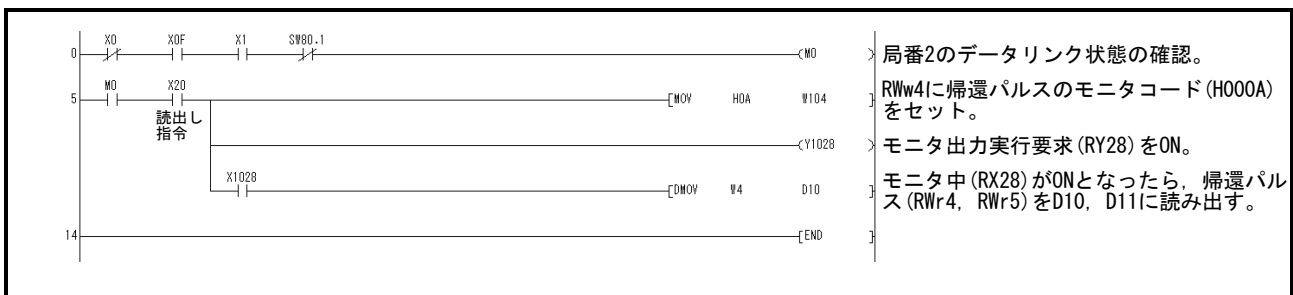 X0 X0F X1 SW80.1
0 (M0 ) 局番2のデータリンク状態の確認。
M0 X20
5 [MOV H0A W104 ] RWw4に帰還パルスのモニタコード(H000A)
をセット。
読出し
指令
(Y1028 ) モニタ出力実行要求(RY28)をON。
X1028
[DMOV W4 D10 ] モニタ中(RX28)がONとなったら，帰還パル
ス(RWr4，RWr5)をD10，D11に読み出す。
14 [END ]